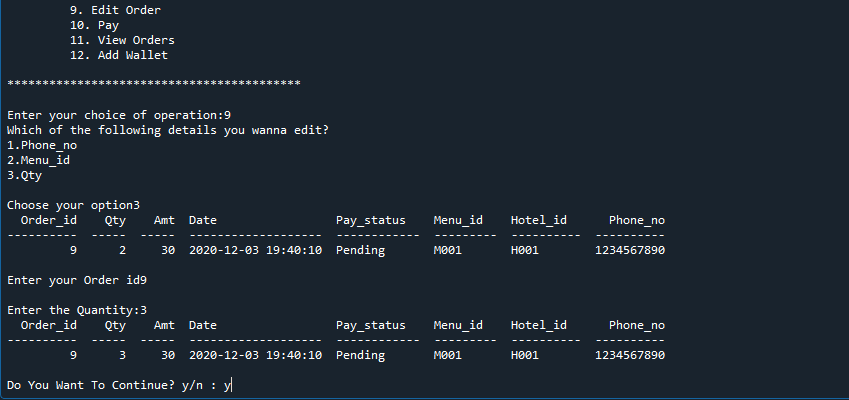 9. Edit Order
10. Pay
11. View Orders
12. Add Wallet
******************************************
Enter your choice of operation:9
Which of the following details you wanna edit?
1.Phone_no
2.Menu_id
3.Qty
Choose your option3
Order_id Qty Amt Date Pay_status Menu_id Hotel_id Phone_no
---------- ----- ----- ------------------- ------------ --------- ---------- ----------
9 2 30 2020-12-03 19:40:10 Pending M001 H001 1234567890
Enter your Order id9
Enter the Quantity:3
Order_id Qty Amt Date Pay_status Menu_id Hotel_id Phone_no
---------- ----- ----- ------------------- ------------ --------- ---------- ----------
9 3 30 2020-12-03 19:40:10 Pending M001 H001 1234567890
Do You Want To Continue? y/n : y